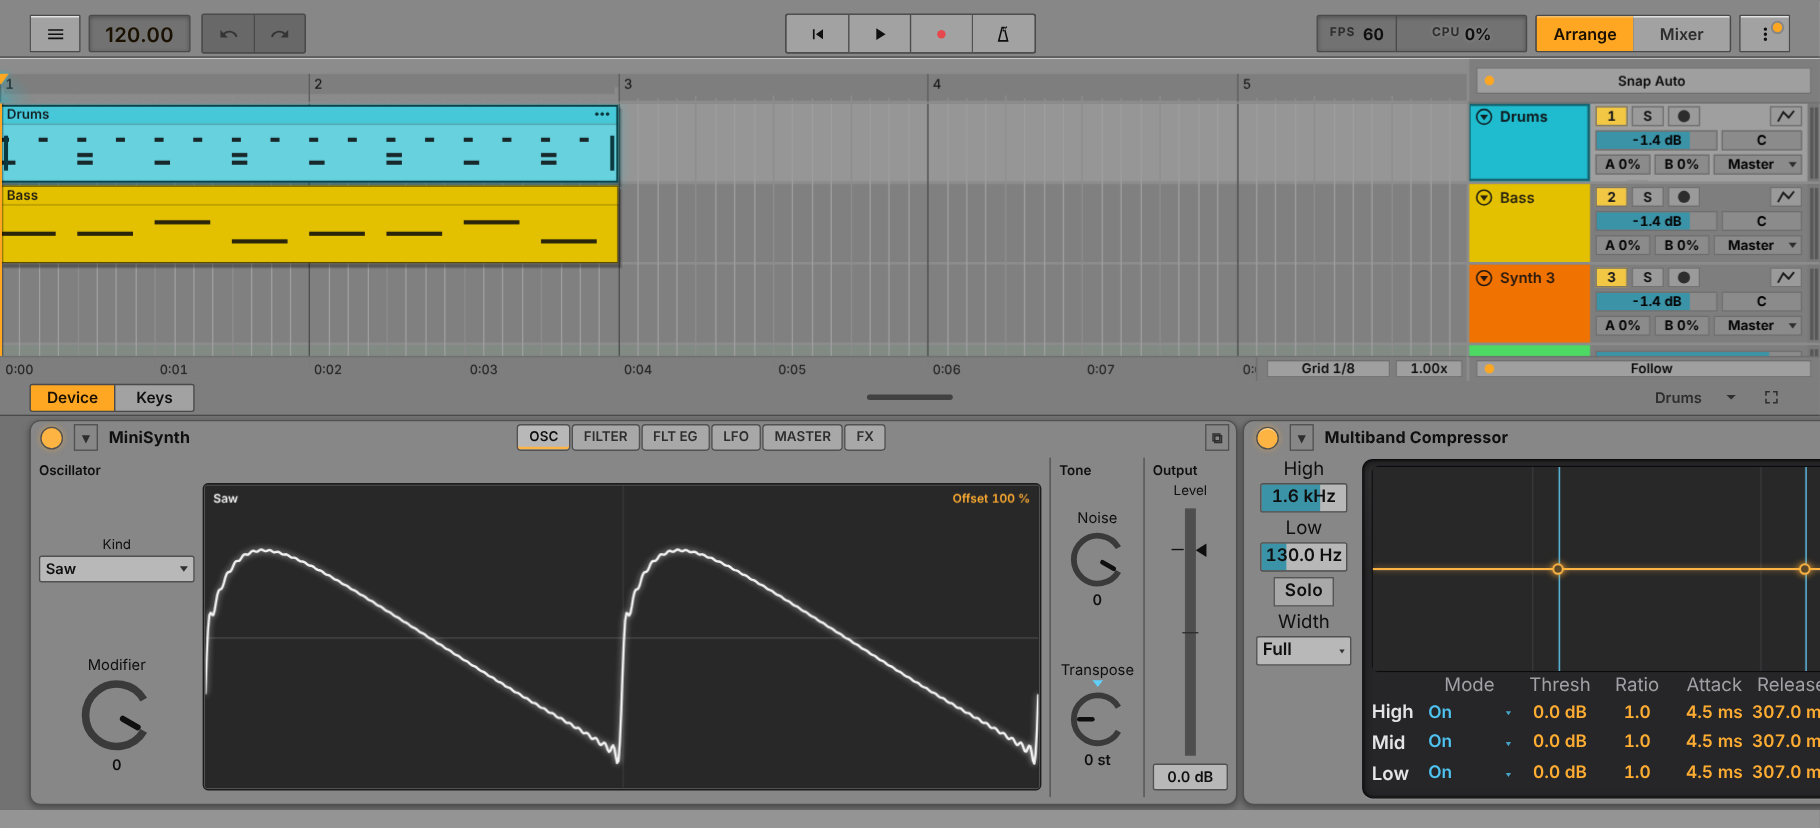 120.00
FPS 60 CPU 0% Arrange Mixer
1 2 3 4 5 Snap Auto
Drums
Drums 1 S
-1.4 dB C
A 0% B 0% Master
Bass
Bass 2 S
-1.4 dB C
A 0% B 0% Master
Synth 3 3 S
-1.4 dB C
A 0% B 0% Master
0:00 0:01 0:02 0:03 0:04 0:05 0:06 0:07 Grid 1/8 1.00x Follow
Device Keys Drums
MiniSynth OSC FILTER FLT EG LFO MASTER FX
Oscillator
Saw Offset 100 %
Kind
Saw
Modifier
0
Tone
Noise
0
Transpose
0 st
Output
Level
0.0 dB
Multiband Compressor
High
1.6 kHz
Low
130.0 Hz
Solo
Width
Full
Mode Thresh Ratio Attack Release
High On 0.0 dB 1.0 4.5 ms 307.0 m
Mid On 0.0 dB 1.0 4.5 ms 307.0 m
Low On 0.0 dB 1.0 4.5 ms 307.0 m